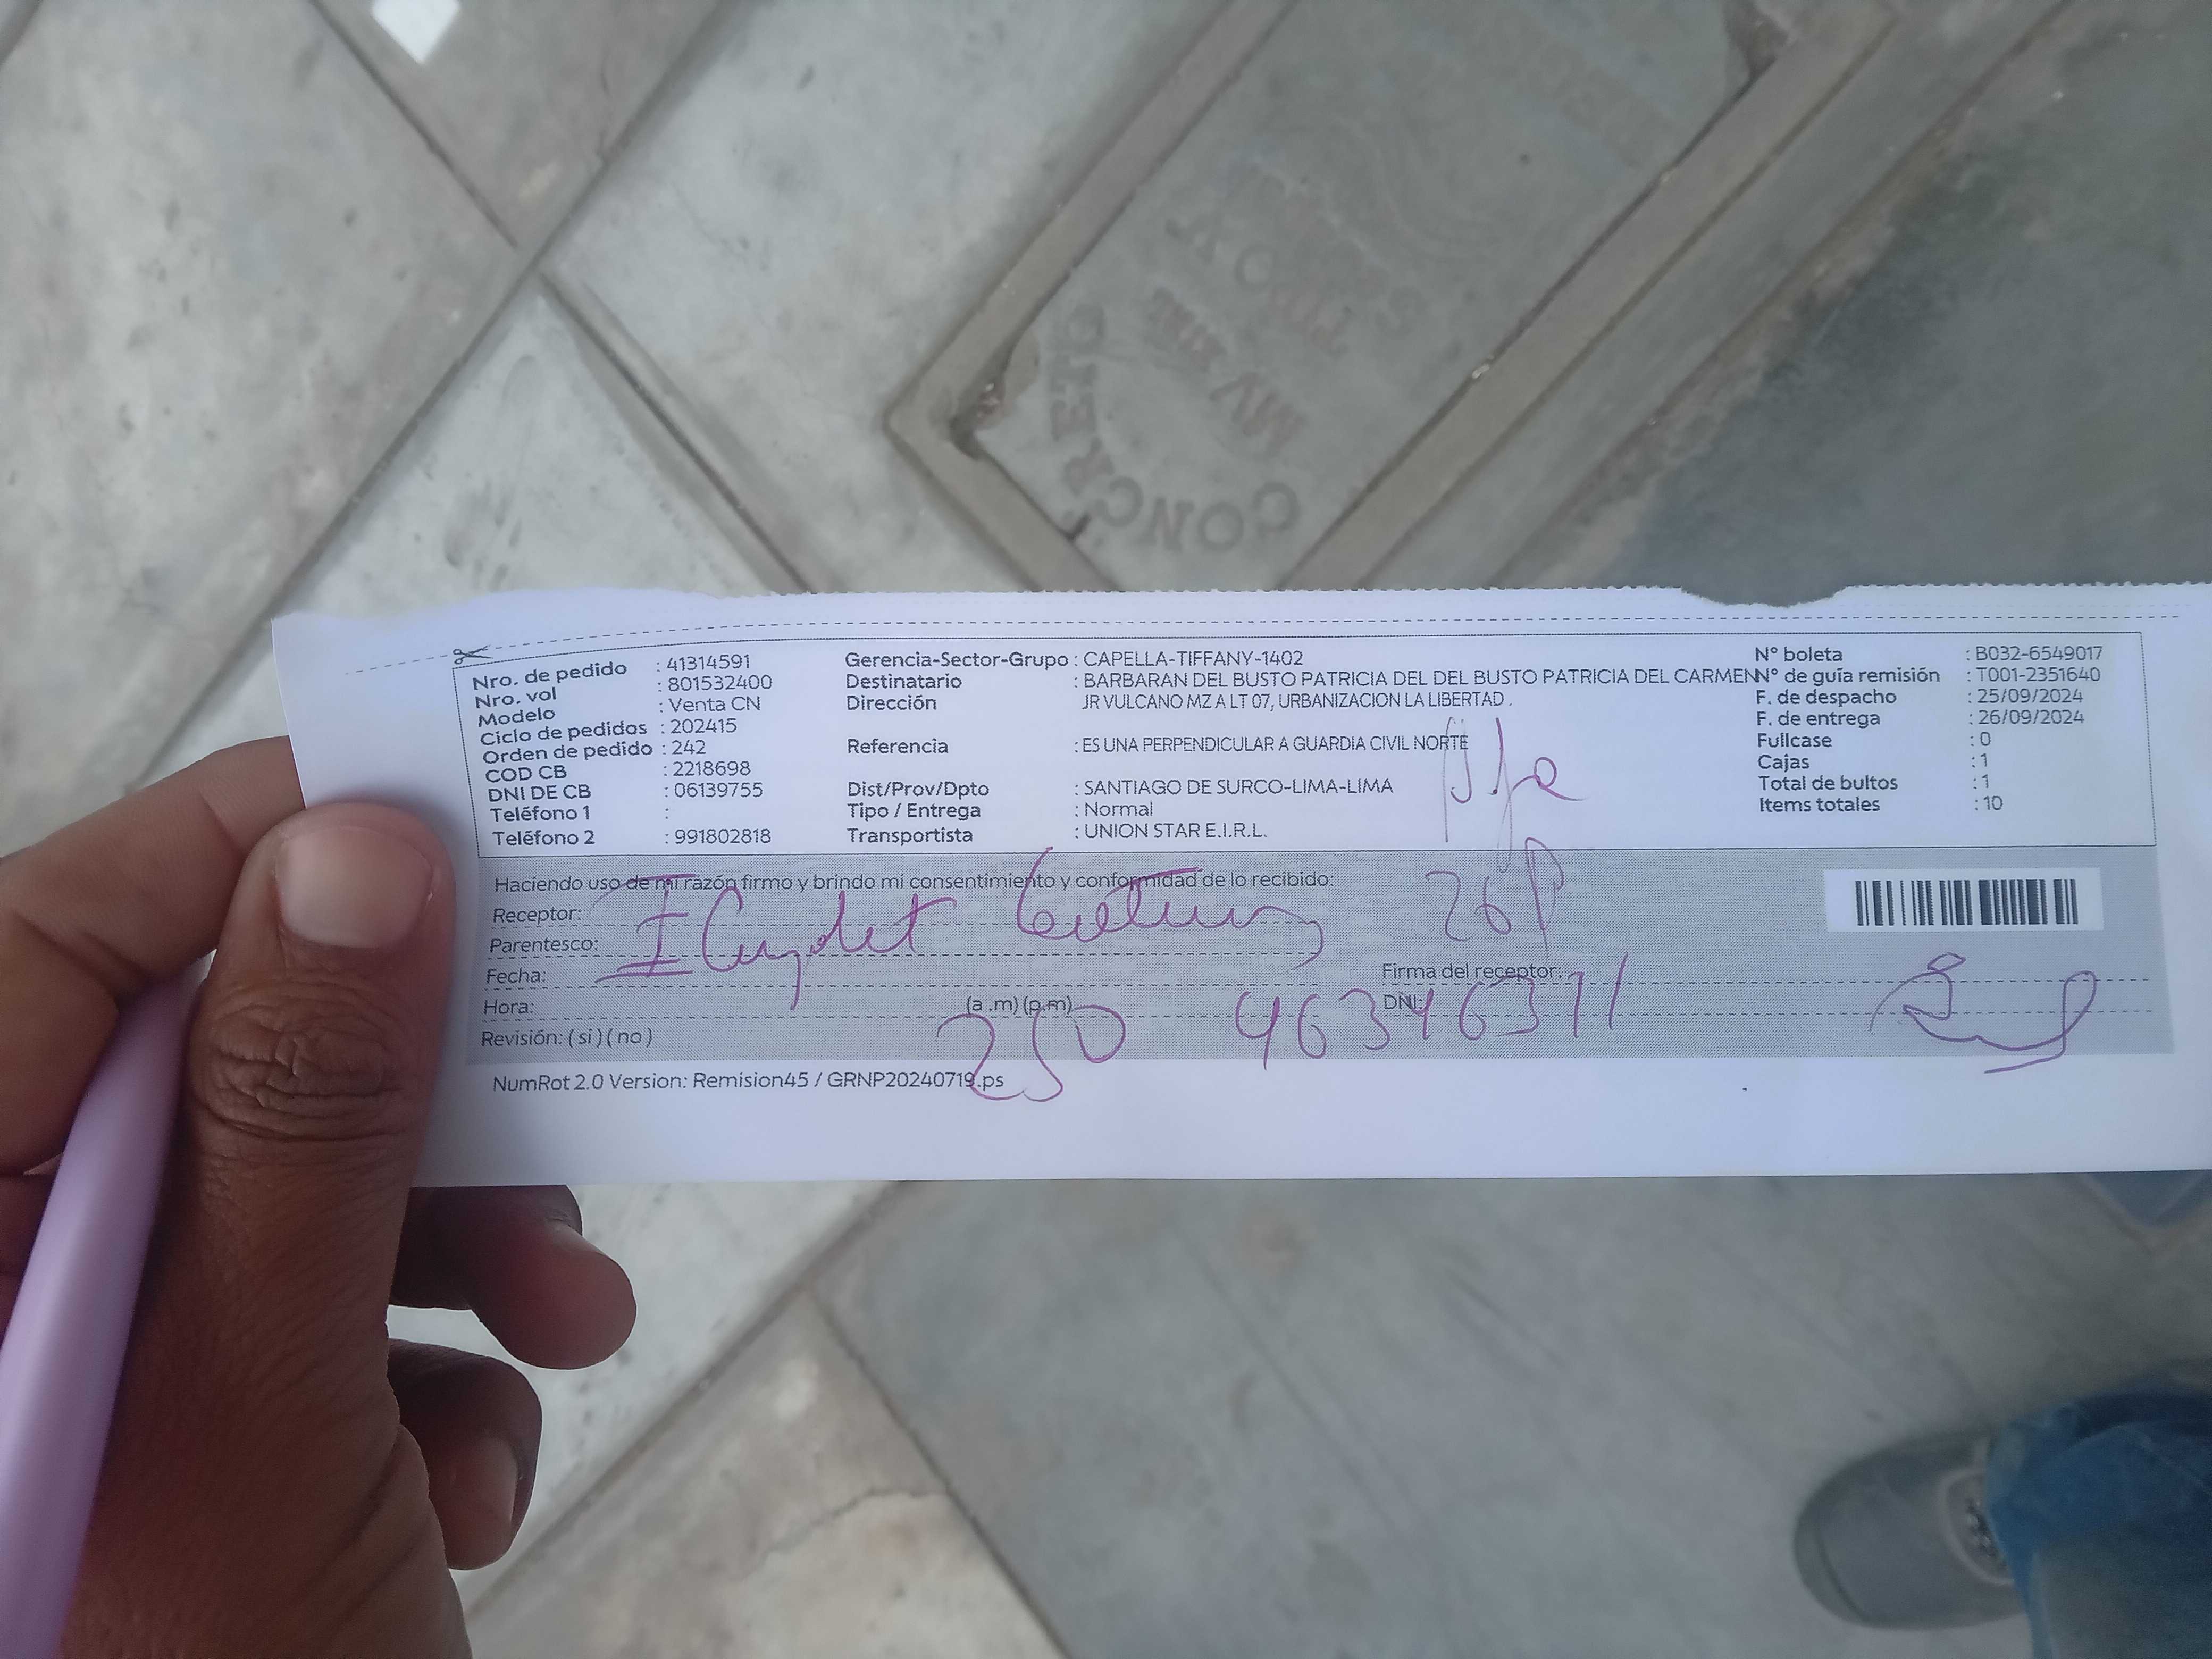 CONCRETO
Nro. de pedido : 41314591
Nro. vol : 801532400
Modelo : Venta CN
Ciclo de pedidos : 202415
Orden de pedido : 242
COD CB : 2218698
DNI DE CB : 06139755
Teléfono 1 :
Teléfono 2 : 991802818
Gerencia-Sector-Grupo : CAPELLA-TIFFANY-1402
Destinatario : BARBARAN DEL BUSTO PATRICIA DEL DEL BUSTO PATRICIA DEL CARMEN
Dirección JR VULCANO MZ A LT 07, URBANIZACION LA LIBERTAD .
Referencia : ES UNA PERPENDICULAR A GUARDIA CIVIL NORTE
Dist/Prov/Dpto : SANTIAGO DE SURCO-LIMA-LIMA
Tipo / Entrega : Normal
Transportista : UNION STAR E.I.R.L.
N° boleta : B032-6549017
N° de guía remisión : T001-2351640
F. de despacho : 25/09/2024
F. de entrega : 26/09/2024
Fullcase : 0
Cajas : 1
Total de bultos : 1
Items totales : 10
Haciendo uso de mi razón firmo y brindo mi consentimiento y conformidad de lo recibido:
Receptor:
Parentesco:
Fecha:
Firma del receptor:
Hora: (a .m) (p.m)
DNI: 46346371
Revisión: ( si ) ( no )
250
NumRot 2.0 Version: Remision45 / GRNP20240719.ps